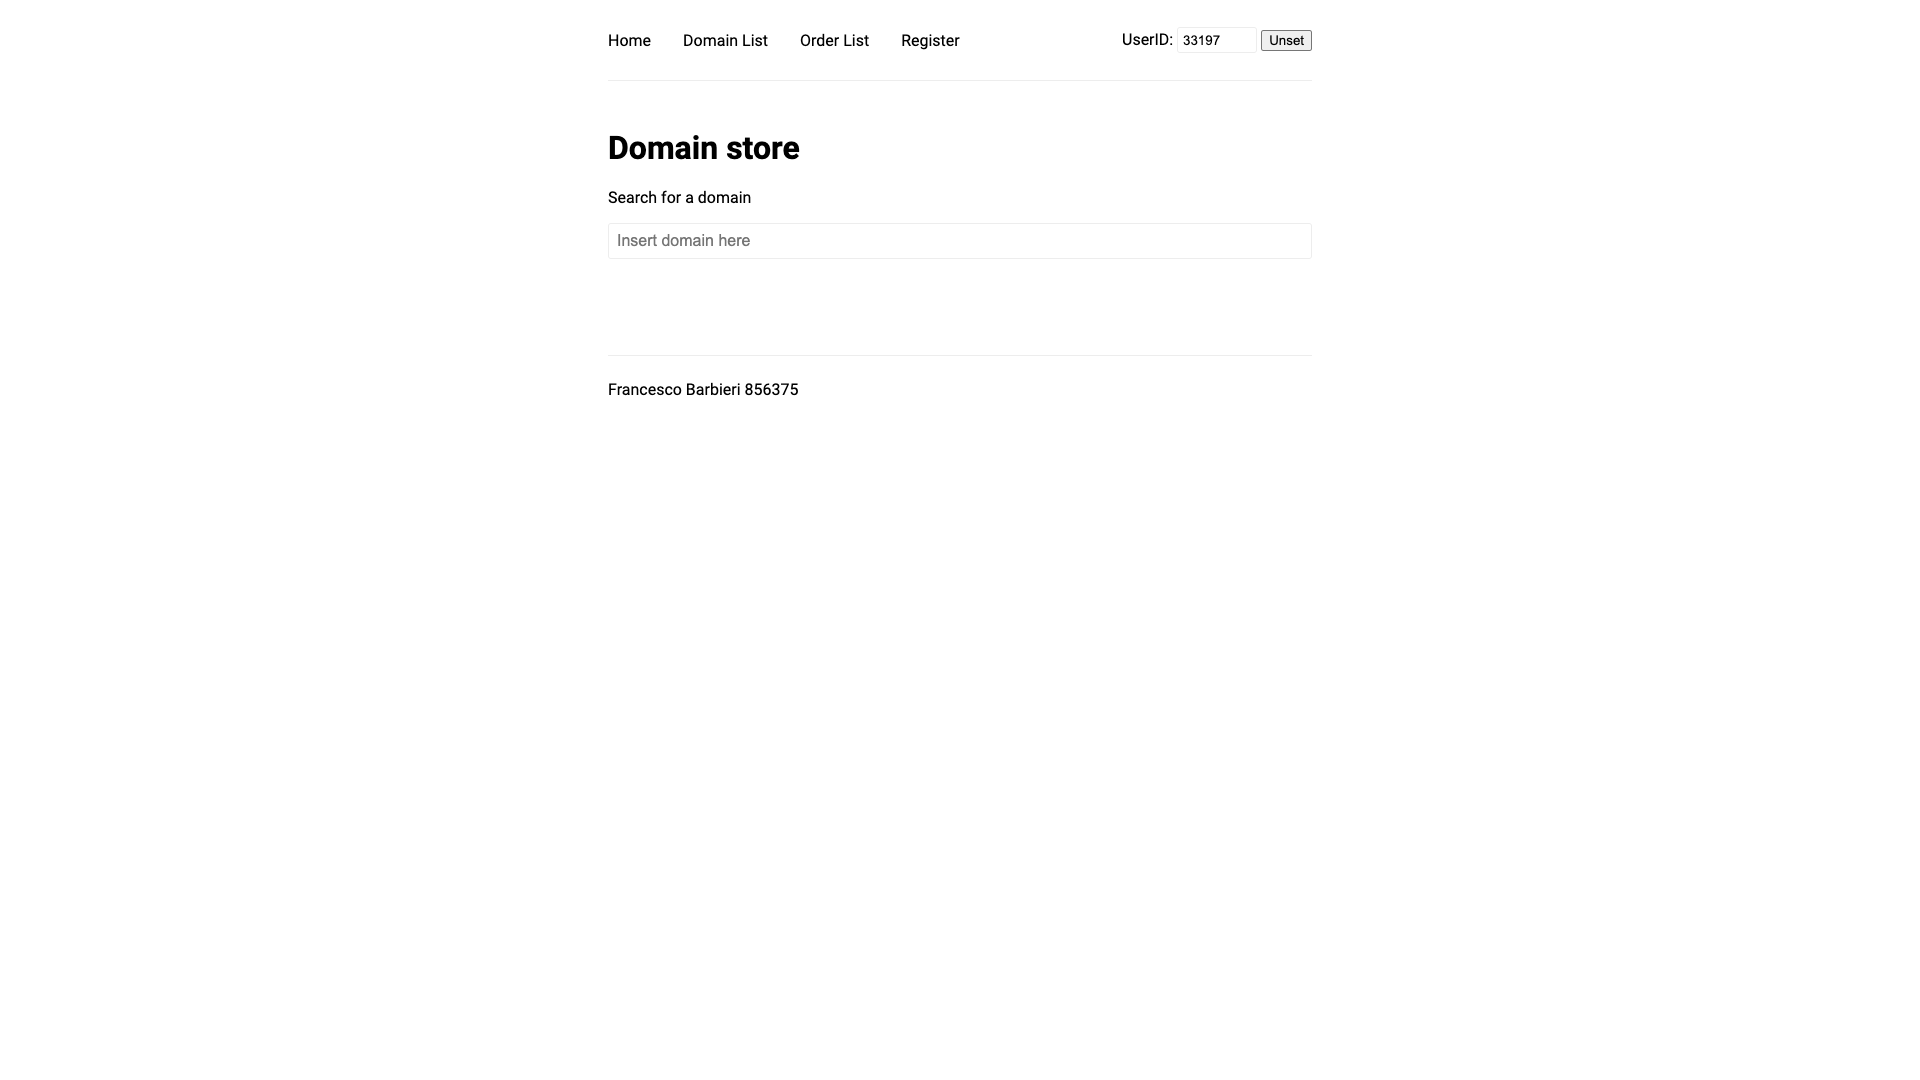 Home Domain List Order List Register UserID: 33197 Unset
Domain store
Search for a domain
Insert domain here
Francesco Barbieri 856375